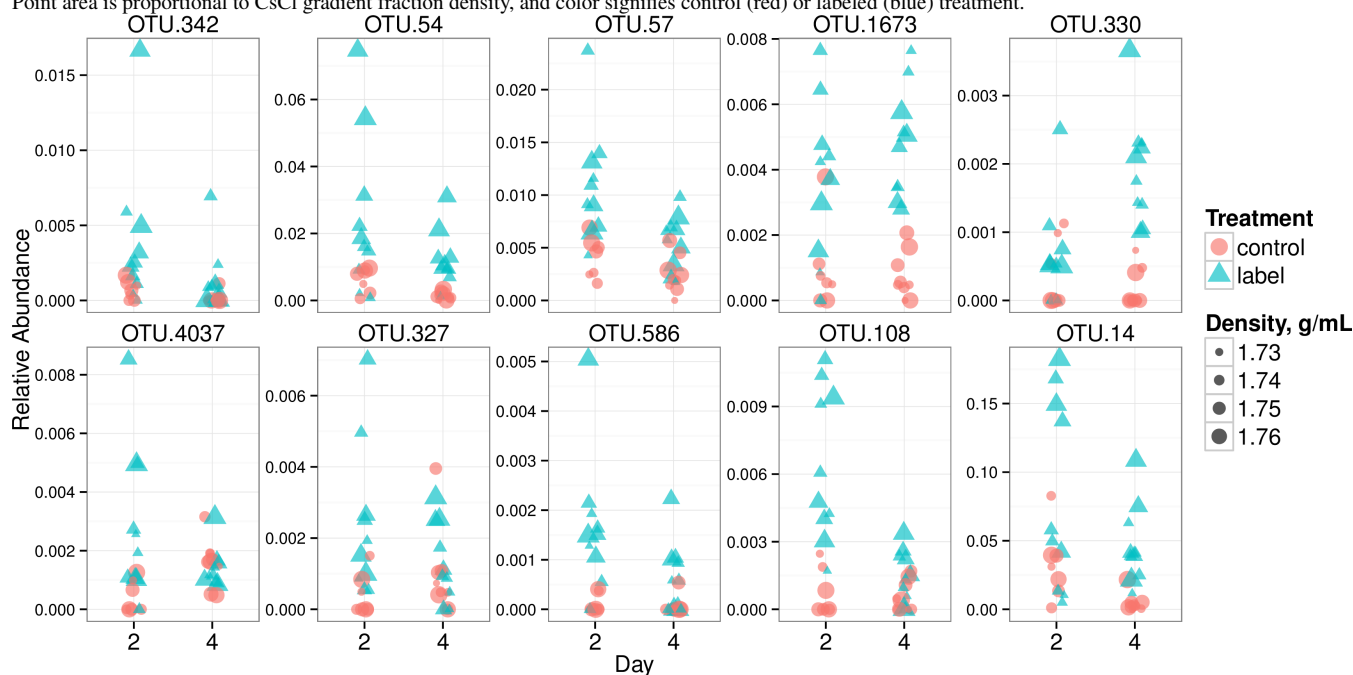 Point area is proportional to CsCl gradient fraction density, and color signifies control (red) or labeled (blue) treatment.
OTU.342 OTU.54 OTU.57 OTU.1673 OTU.330
0.015 0.010 0.005 0.000
0.06 0.04 0.02 0.00
0.020 0.015 0.010 0.005 0.000
0.008 0.006 0.004 0.002 0.000
0.003 0.002 0.001 0.000
OTU.4037 OTU.327 OTU.586 OTU.108 OTU.14
0.008 0.006 0.004 0.002 0.000
0.006 0.004 0.002 0.000
0.005 0.004 0.003 0.002 0.001 0.000
0.009 0.006 0.003 0.000
0.15 0.10 0.05 0.00
2 4 2 4 2 4 2 4 2 4
Day
Relative Abundance
Treatment
control
label
Density, g/mL
1.73
1.74
1.75
1.76